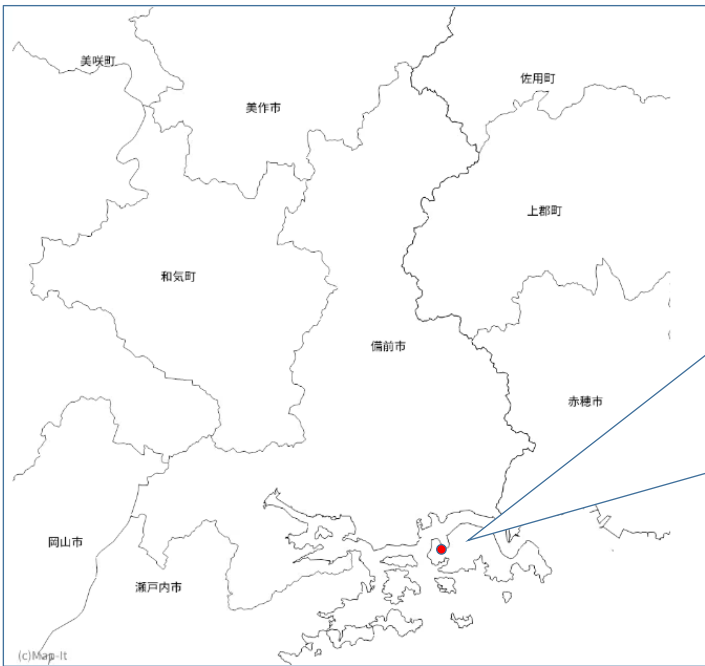 美咲町
佐用町
美作市
上郡町
和気町
備前市
赤穂市
岡山市
瀬戸内市
(c)Map-It